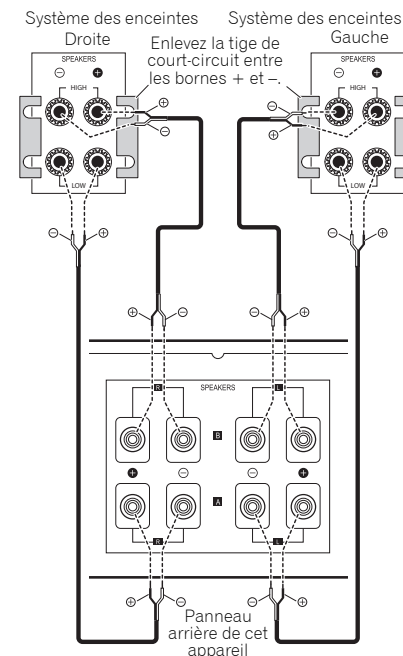 Système des enceintes
Droite
Système des enceintes
Gauche
Enlevez la tige de
court-circuit entre
les bornes + et –.
SPEAKERS
⊖ ⊕
HIGH
LOW
SPEAKERS
⊖ ⊕
HIGH
LOW
⊕
⊖
⊖
⊕
⊖ ⊕
⊖ ⊕
⊕ ⊖
⊖ ⊕
R SPEAKERS L
B
⊕ ⊖ ⊖ ⊕
A
R L
⊕ ⊖
⊖ ⊕
Panneau
arrière de cet
appareil